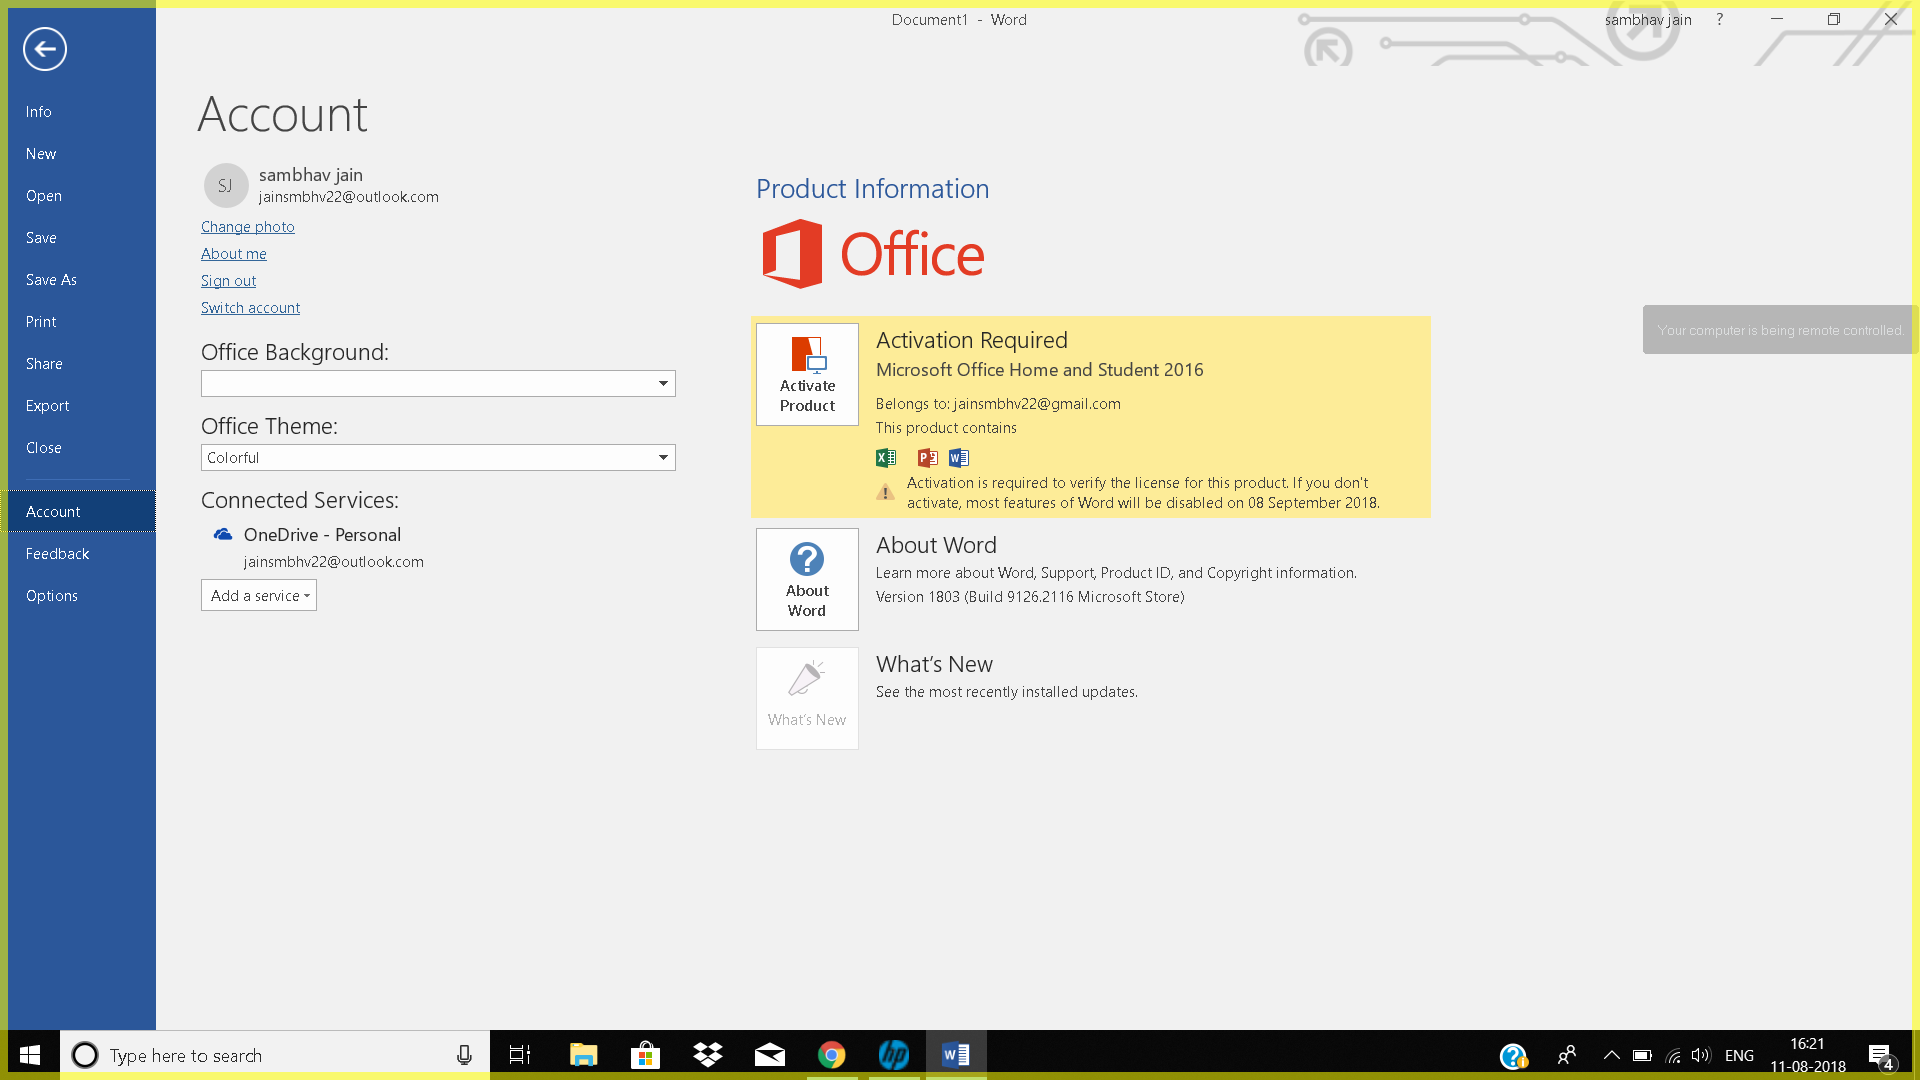 Document1 - Word
sambhav jain
?
Info
New
Open
Save
Save As
Print
Share
Export
Close
Account
Feedback
Options
Account
SJ
sambhav jain
jainsmbhv22@outlook.com
Change photo
About me
Sign out
Switch account
Office Background:
Office Theme:
Colorful
Connected Services:
OneDrive - Personal
jainsmbhv22@outlook.com
Add a service
Product Information
Office
Activate
Product
Activation Required
Microsoft Office Home and Student 2016
Belongs to: jainsmbhv22@gmail.com
This product contains
Activation is required to verify the license for this product. If you don't
activate, most features of Word will be disabled on 08 September 2018.
About
Word
About Word
Learn more about Word, Support, Product ID, and Copyright information.
Version 1803 (Build 9126.2116 Microsoft Store)
What's New
What's New
See the most recently installed updates.
Your computer is being remote controlled.
Type here to search
hp
ENG
16:21
11-08-2018
4